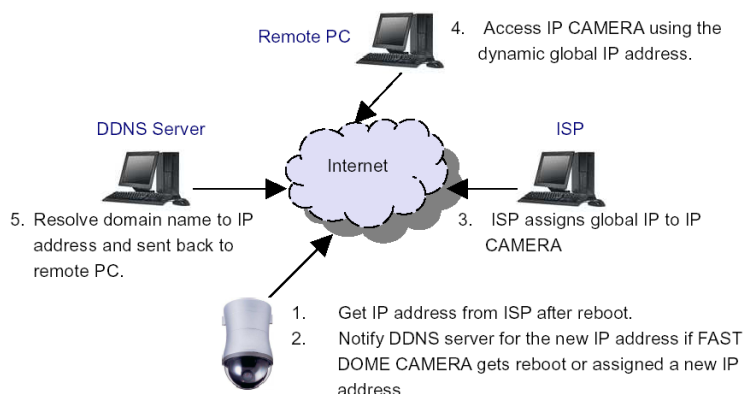 Remote PC
4. Access IP CAMERA using the
dynamic global IP address.
DDNS Server
ISP
Internet
5. Resolve domain name to IP
address and sent back to
remote PC.
3. ISP assigns global IP to IP
CAMERA
1. Get IP address from ISP after reboot.
2. Notify DDNS server for the new IP address if FAST
DOME CAMERA gets reboot or assigned a new IP
address